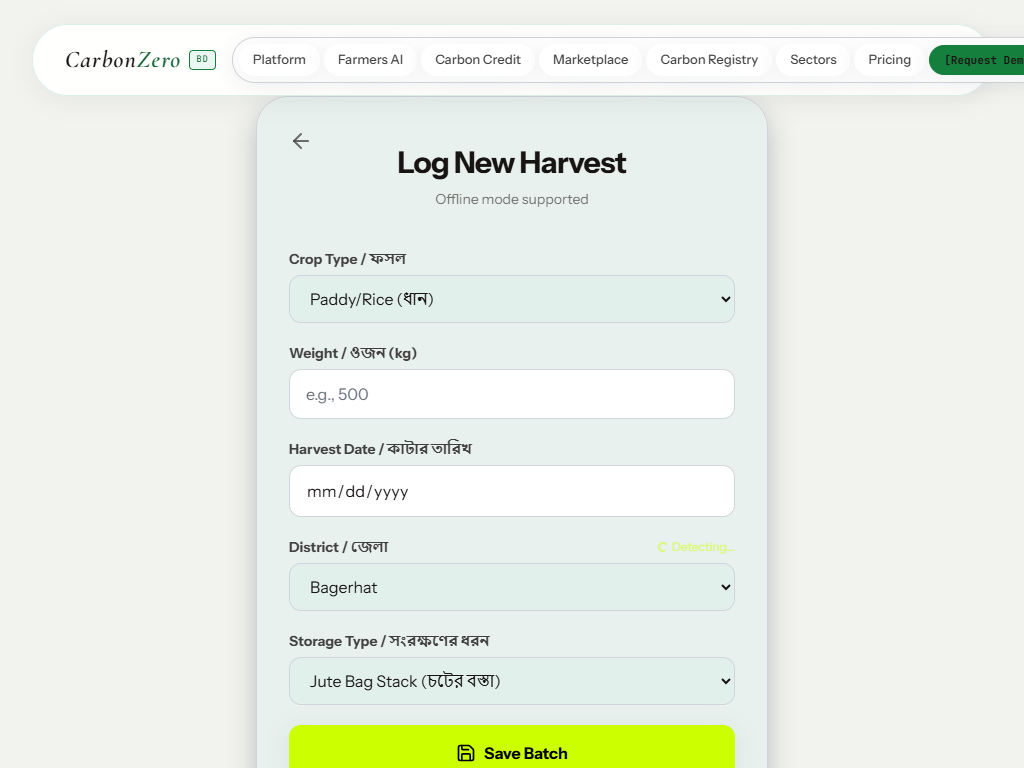 CarbonZero BD Platform Farmers AI Carbon Credit Marketplace Carbon Registry Sectors Pricing [Request Dem
Log New Harvest
Offline mode supported
Crop Type / ফসল
Paddy/Rice (ধান)
Weight / ওজন (kg)
e.g., 500
Harvest Date / কাটার তারিখ
mm/dd/yyyy
District / জেলা Detecting...
Bagerhat
Storage Type / সংরক্ষণের ধরন
Jute Bag Stack (চটের বস্তা)
Save Batch